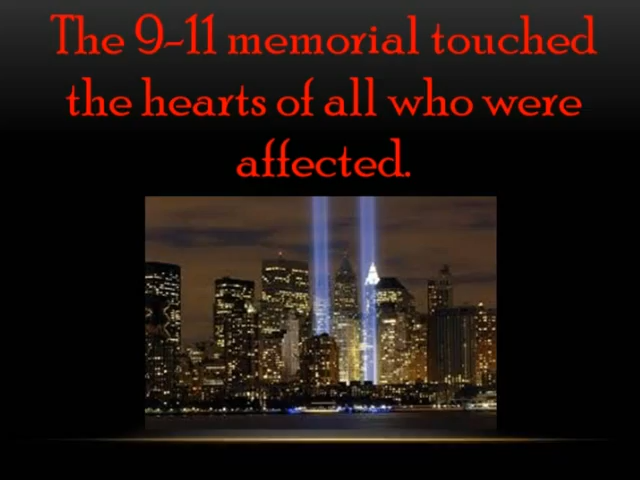 The 9-11 memorial touched
the hearts of all who were
affected.